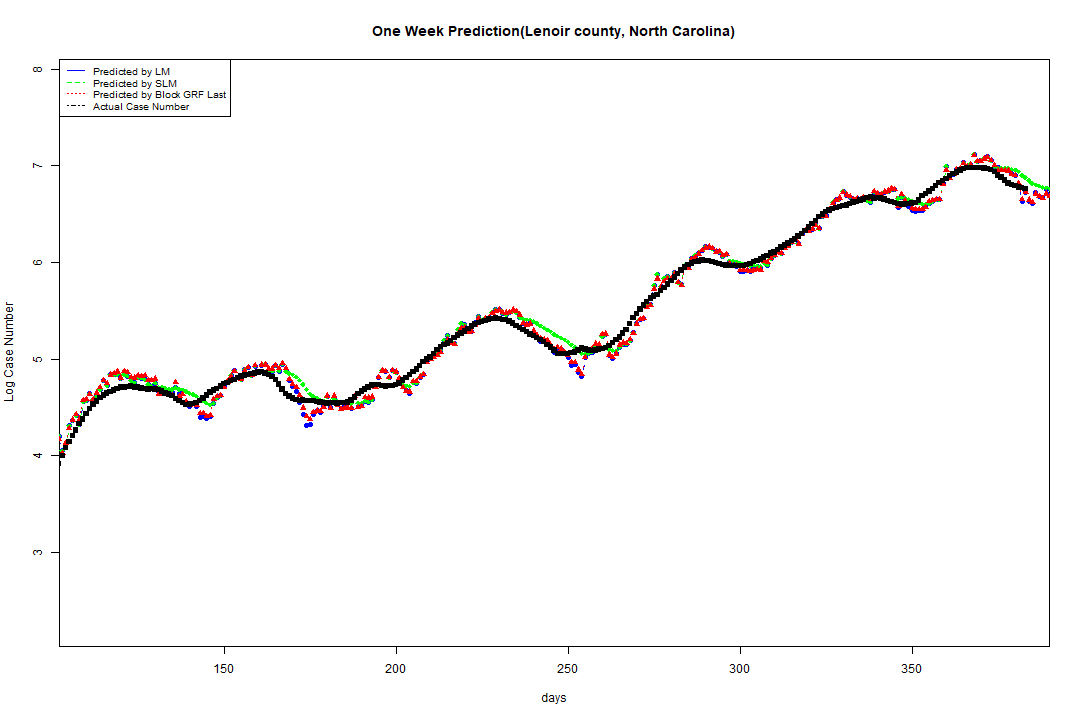 One Week Prediction(Lenoir county, North Carolina)
Predicted by LM
Predicted by SLM
Predicted by Block GRF Last
Actual Case Number
8
7
6
5
4
3
Log Case Number
150 200 250 300 350
days